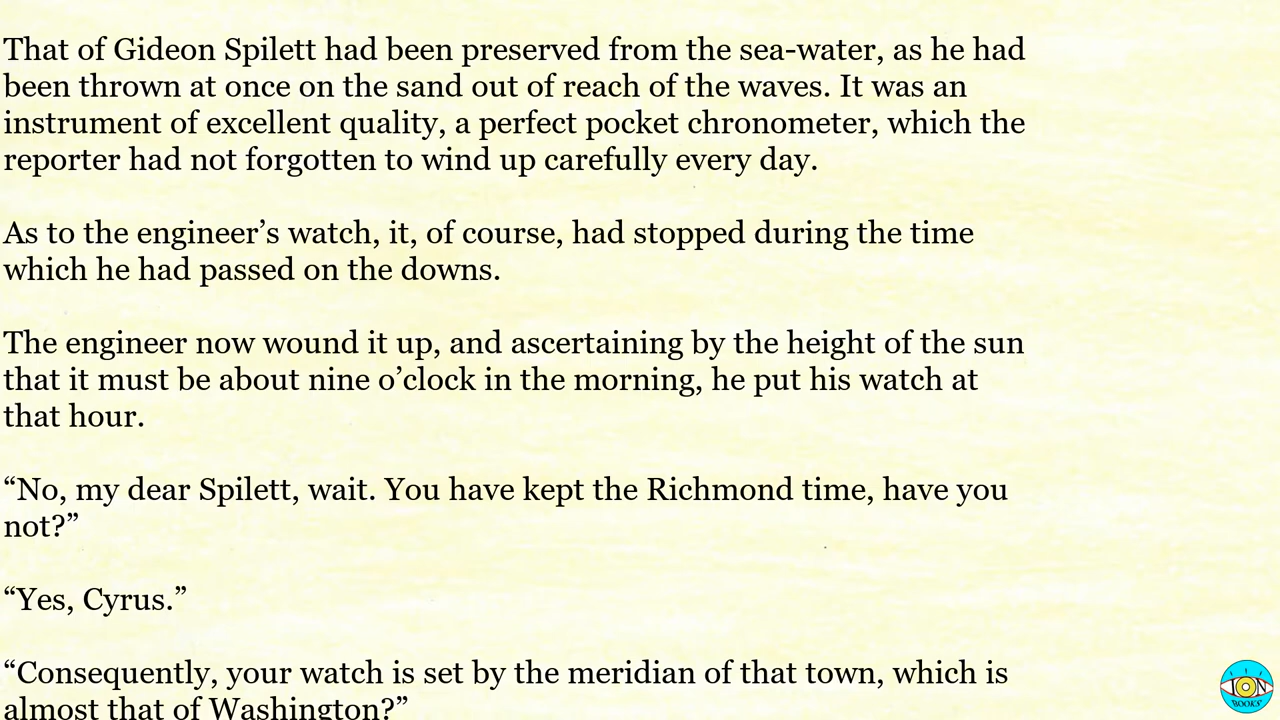 That of Gideon Spilett had been preserved from the sea-water, as he had
been thrown at once on the sand out of reach of the waves. It was an
instrument of excellent quality, a perfect pocket chronometer, which the
reporter had not forgotten to wind up carefully every day.
As to the engineer’s watch, it, of course, had stopped during the time
which he had passed on the downs.
The engineer now wound it up, and ascertaining by the height of the sun
that it must be about nine o’clock in the morning, he put his watch at
that hour.
“No, my dear Spilett, wait. You have kept the Richmond time, have you
not?”
“Yes, Cyrus.”
“Consequently, your watch is set by the meridian of that town, which is
almost that of Washington?”
ION
BOOKS